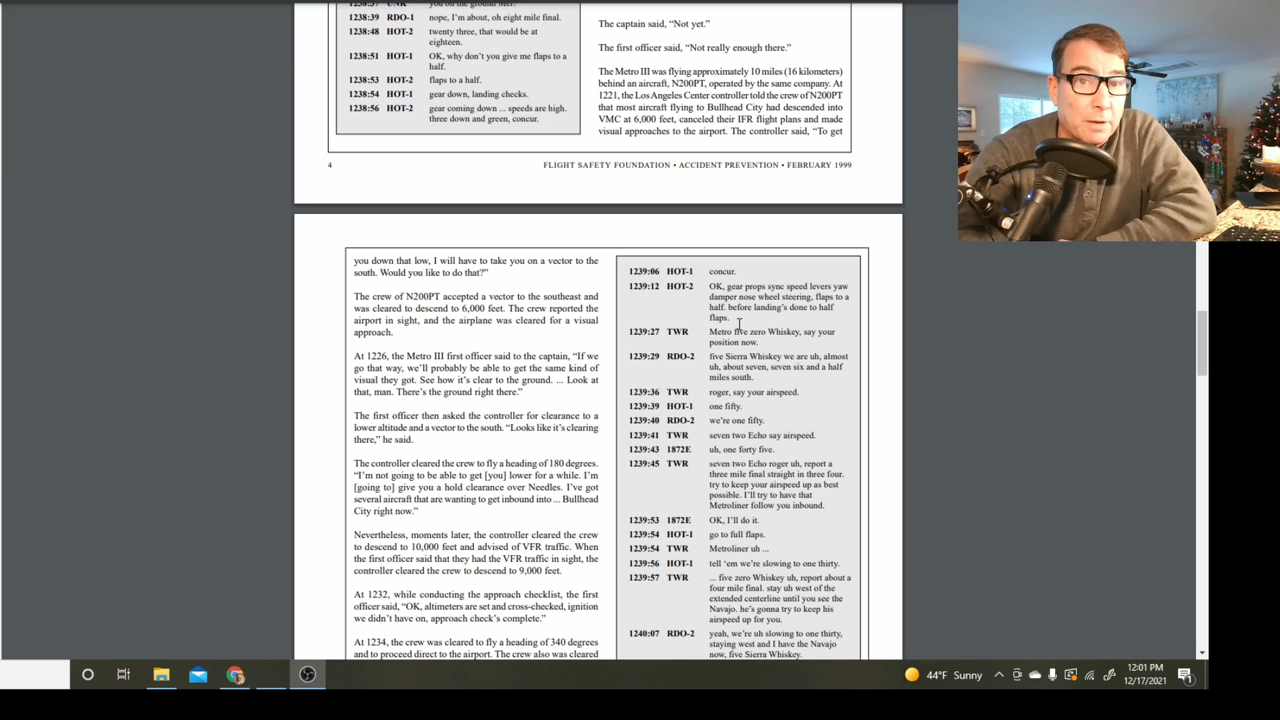 1238:39 RDO-1 nope, I'm about, oh eight mile final.
1238:48 HOT-2 twenty three, that would be at
eighteen.
1238:51 HOT-1 OK, why don't you give me flaps to a
half.
1238:53 HOT-2 flaps to a half.
1238:54 HOT-1 gear down, landing checks.
1238:56 HOT-2 gear coming down ... speeds are high.
three down and green, concur.
The captain said, "Not yet."
The first officer said, "Not really enough there."
The Metro III was flying approximately 10 miles (16 kilometers)
behind an aircraft, N200PT, operated by the same company. At
1221, the Los Angeles Center controller told the crew of N200PT
that most aircraft flying to Bullhead City had descended into
VMC at 6,000 feet, canceled their IFR flight plans and made
visual approaches to the airport. The controller said, "To get
4 FLIGHT SAFETY FOUNDATION • ACCIDENT PREVENTION • FEBRUARY 1999
you down that low, I will have to take you on a vector to the
south. Would you like to do that?"
The crew of N200PT accepted a vector to the southeast and
was cleared to descend to 6,000 feet. The crew reported the
airport in sight, and the airplane was cleared for a visual
approach.
At 1226, the Metro III first officer said to the captain, "If we
go that way, we'll probably be able to get the same kind of
visual they got. See how it's clear to the ground. ... Look at
that, man. There's the ground right there."
The first officer then asked the controller for clearance to a
lower altitude and a vector to the south. "Looks like it's clearing
there," he said.
The controller cleared the crew to fly a heading of 180 degrees.
"I'm not going to be able to get [you] lower for a while. I'm
[going to] give you a hold clearance over Needles. I've got
several aircraft that are wanting to get inbound into ... Bullhead
City right now."
Nevertheless, moments later, the controller cleared the crew
to descend to 10,000 feet and advised of VFR traffic. When
the first officer said that they had the VFR traffic in sight, the
controller cleared the crew to descend to 9,000 feet.
At 1232, while conducting the approach checklist, the first
officer said, "OK, altimeters are set and cross-checked, ignition
we didn't have on, approach check's complete."
At 1234, the crew was cleared to fly a heading of 340 degrees
and to proceed direct to the airport. The crew also was cleared
1239:06 HOT-1 concur.
1239:12 HOT-2 OK, gear props sync speed levers yaw
damper nose wheel steering, flaps to a
half. before landing's done to half
flaps.
1239:27 TWR Metro five zero Whiskey, say your
position now.
1239:29 RDO-2 five Sierra Whiskey we are uh, almost
uh, about seven, seven six and a half
miles south.
1239:36 TWR roger, say your airspeed.
1239:39 HOT-1 one fifty.
1239:40 RDO-2 we're one fifty.
1239:41 TWR seven two Echo say airspeed.
1239:43 1872E uh, one forty five.
1239:45 TWR seven two Echo roger uh, report a
three mile final straight in three four.
try to keep your airspeed up as best
possible. I'll try to have that
Metroliner follow you inbound.
1239:53 1872E OK, I'll do it.
1239:54 HOT-1 go to full flaps.
1239:54 TWR Metroliner uh ...
1239:56 HOT-1 tell 'em we're slowing to one thirty.
1239:57 TWR ... five zero Whiskey uh, report about a
four mile final. stay uh west of the
extended centerline until you see the
Navajo. he's gonna try to keep his
airspeed up for you.
1240:07 RDO-2 yeah, we're uh slowing to one thirty,
staying west and I have the Navajo
now, five Sierra Whiskey.
44°F Sunny
12:01 PM
12/17/2021